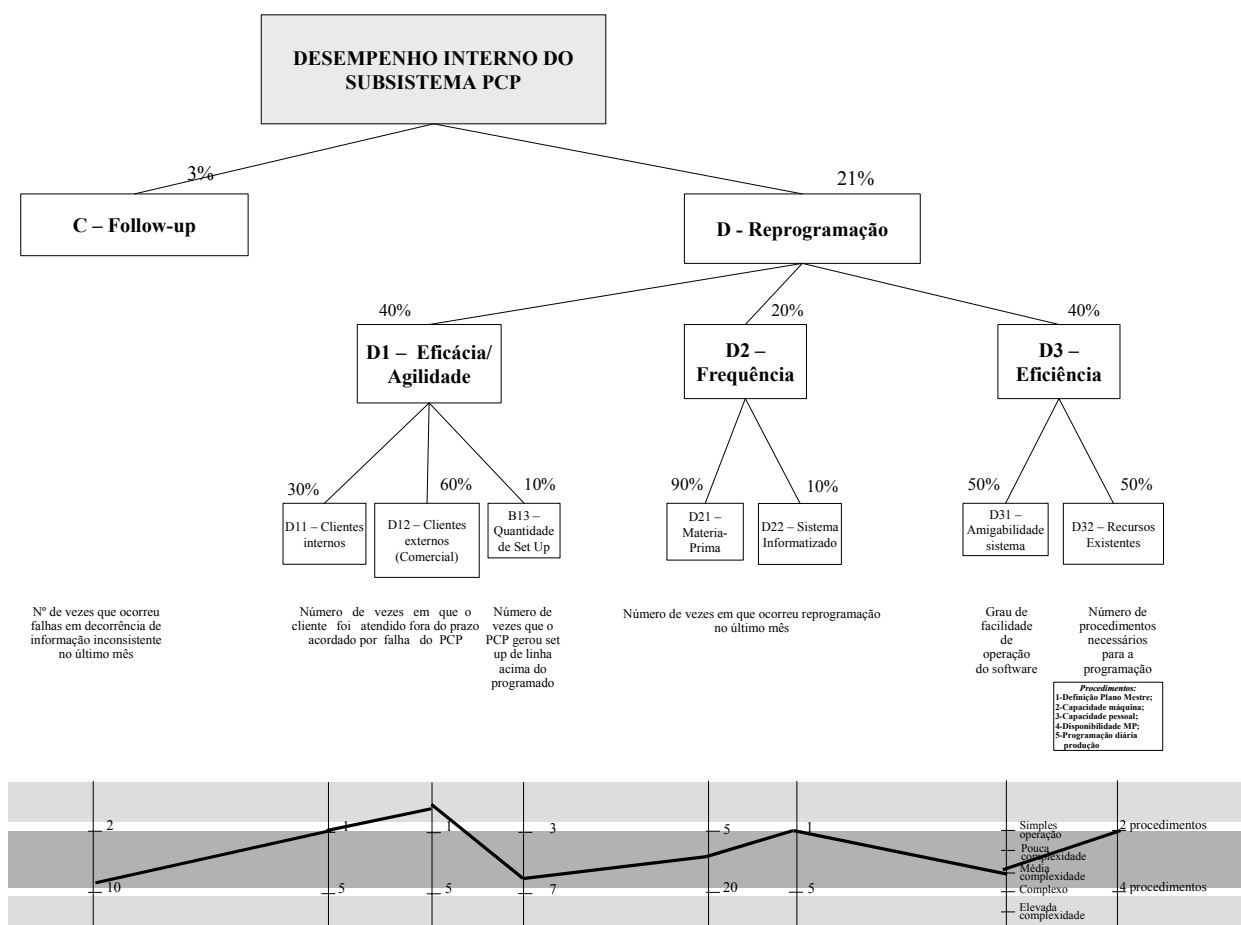 DESEMPENHO INTERNO DO
SUBSISTEMA PCP
3%
21%
C – Follow-up
D - Reprogramação
40%
20%
40%
D1 – Eficácia/
Agilidade
D2 –
Frequência
D3 –
Eficiência
30%
60%
10%
90%
10%
50%
50%
D11 – Clientes
internos
D12 – Clientes
externos
(Comercial)
B13 –
Quantidade
de Set Up
D21 –
Materia-
Prima
D22 – Sistema
Informatizado
D31 –
Amigabilidade
sistema
D32 – Recursos
Existentes
Nº de vezes que ocorreu
falhas em decorrência de
informação inconsistente
no último mês
Número de vezes em que o
cliente foi atendido fora do prazo
acordado por falha do PCP
Número de
vezes que o
PCP gerou set
up de linha
acima do
programado
Número de vezes em que ocorreu reprogramação
no último mês
Grau de
facilidade
de
operação
do software
Número de
procedimentos
necessários
para a
programação
Procedimentos:
1-Definição Plano Mestre;
2-Capacidade máquina;
3-Capacidade pessoal;
4-Disponibilidade MP;
5-Programação diária
produção
2
1
1
3
5
1
Simples
operação
2 procedimentos
Pouca
complexidade
Média
complexidade
10
5
5
7
20
5
Complexo
4 procedimentos
Elevada
complexidade